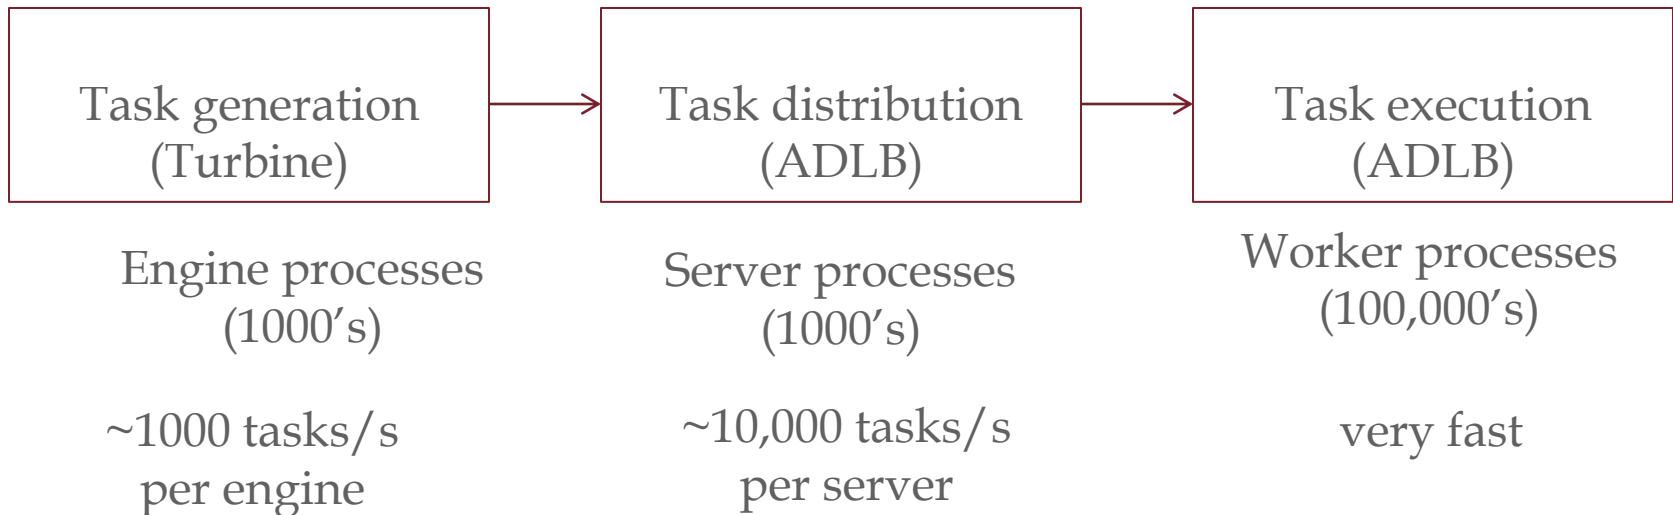 Task generation
(Turbine)
Task distribution
(ADLB)
Task execution
(ADLB)
Engine processes
(1000’s)
Server processes
(1000’s)
Worker processes
(100,000’s)
~1000 tasks/s
per engine
~10,000 tasks/s
per server
very fast